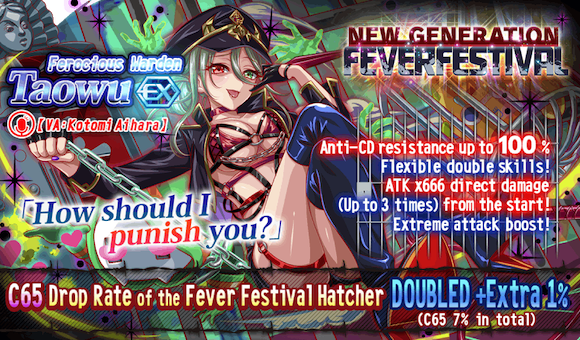 Ferocious Warden
Taowu EX
【VA・Kotomi Aihara】
NEW GENERATION
FEVERFESTIVAL
Anti-CD resistance up to 100%
Flexible double skills!
ATK x666 direct damage
(Up to 3 times) from the start!
Extreme attack boost!
「How should I
punish you?」
C65 Drop Rate of the Fever Festival Hatcher DOUBLED +Extra 1%
(C65 7% in total)